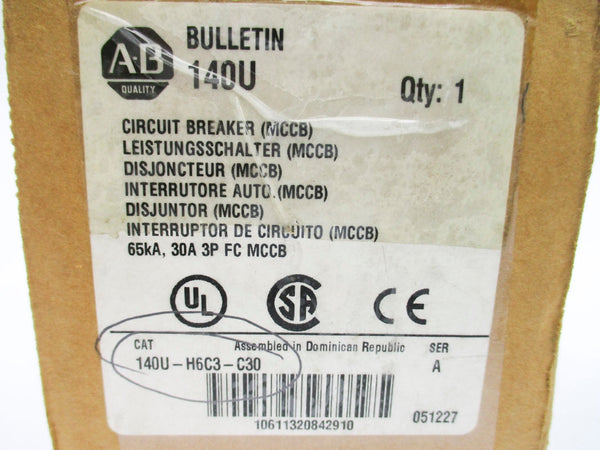 A-B
QUALITY
BULLETIN
140U
Qty: 1
CIRCUIT BREAKER (MCCB)
LEISTUNGSSCHALTER (MCCB)
DISJONCTEUR (MCCB)
INTERRUTORE AUTO.(MCCB)
DISJUNTOR (MCCB)
INTERRUPTOR DE CIRCUITO (MCCB)
65kA, 30A 3P FC MCCB
UL
SA
CE
CAT Assembled in Dominican Republic SER
140U-H6C3-C30 A
10611320842910
051227